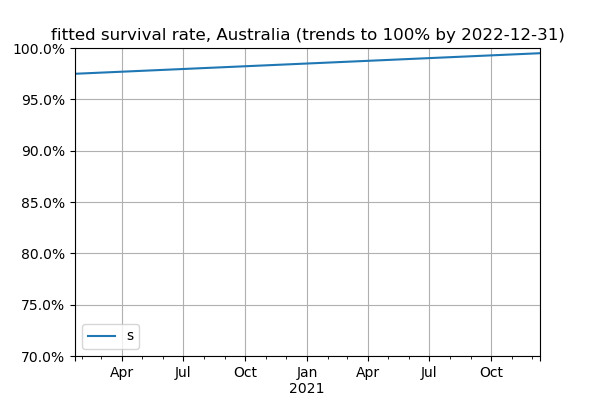 fitted survival rate, Australia (trends to 100% by 2022-12-31)
100.0%
95.0%
90.0%
85.0%
80.0%
75.0%
70.0%
s
Apr Jul Oct Jan Apr Jul Oct
2021